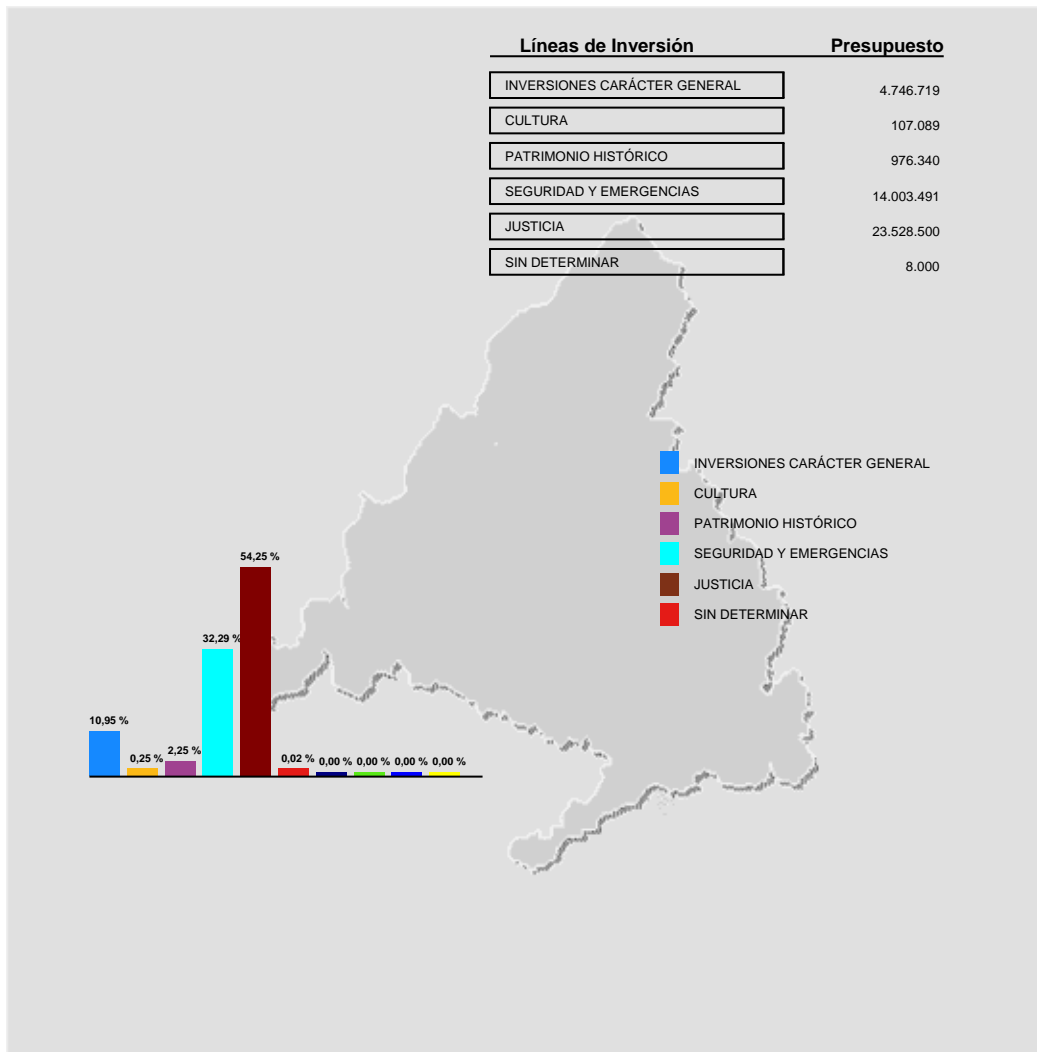 Líneas de Inversión Presupuesto
INVERSIONES CARÁCTER GENERAL 4.746.719
CULTURA 107.089
PATRIMONIO HISTÓRICO 976.340
SEGURIDAD Y EMERGENCIAS 14.003.491
JUSTICIA 23.528.500
SIN DETERMINAR 8.000
INVERSIONES CARÁCTER GENERAL
CULTURA
PATRIMONIO HISTÓRICO
SEGURIDAD Y EMERGENCIAS
JUSTICIA
SIN DETERMINAR
10,95 %
0,25 %
2,25 %
32,29 %
54,25 %
0,02 %
0,00 %
0,00 %
0,00 %
0,00 %